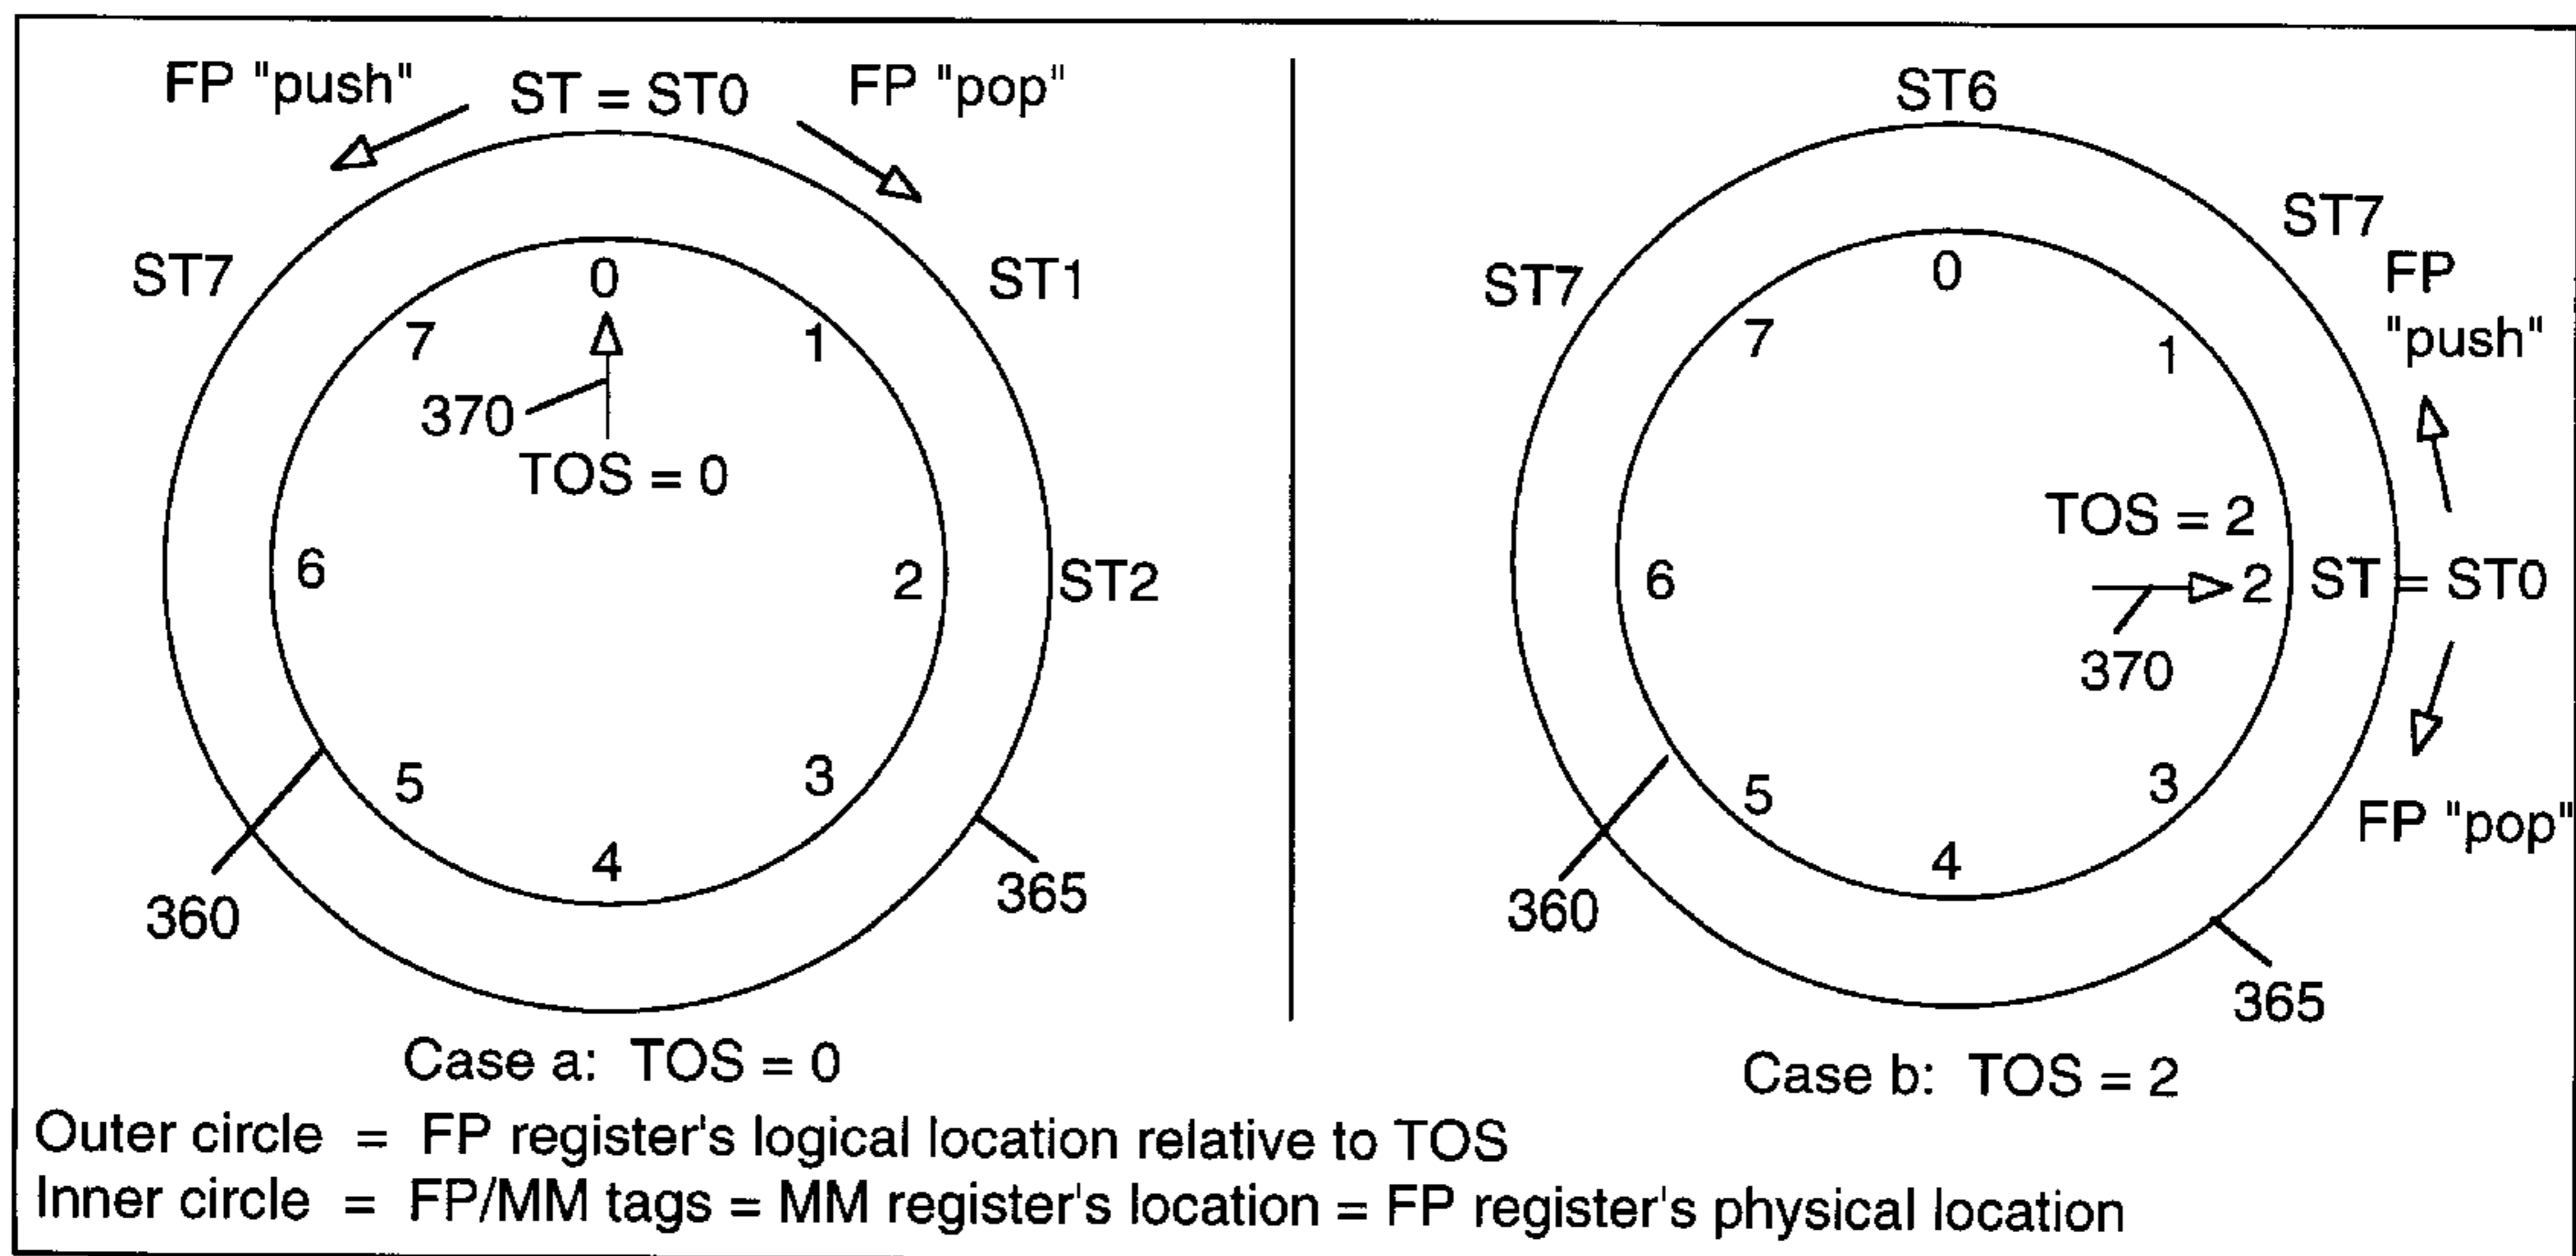 FP "push"
ST = ST0
FP "pop"
ST7
ST1
0
7
1
370
TOS = 0
6
2
ST2
5
3
4
360
365
Case a: TOS = 0
ST6
ST7
ST7
FP
"push"
0
7
1
TOS = 2
6
2
ST = ST0
370
5
3
4
FP "pop"
360
365
Case b: TOS = 2
Outer circle = FP register's logical location relative to TOS
Inner circle = FP/MM tags = MM register's location = FP register's physical location